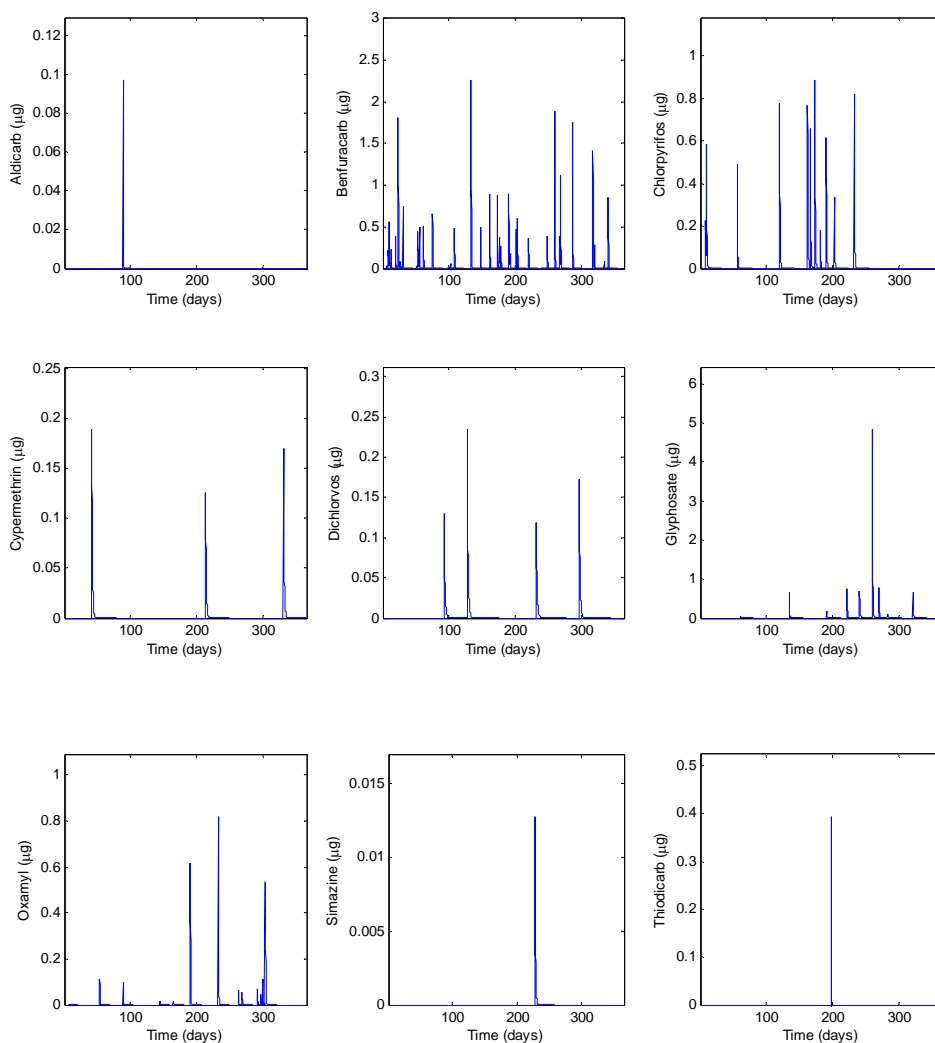 0.12
0.1
0.08
0.06
0.04
0.02
0
Aldicarb (µg)
100 200 300
Time (days)
3
2.5
2
1.5
1
0.5
0
Benfuracarb (µg)
100 200 300
Time (days)
1
0.8
0.6
0.4
0.2
0
Chlorpyrifos (µg)
100 200 300
Time (days)
0.25
0.2
0.15
0.1
0.05
0
Cypermethrin (µg)
100 200 300
Time (days)
0.3
0.25
0.2
0.15
0.1
0.05
0
Dichlorvos (µg)
100 200 300
Time (days)
6
5
4
3
2
1
0
Glyphosate (µg)
100 200 300
Time (days)
1
0.8
0.6
0.4
0.2
0
Oxamyl (µg)
100 200 300
Time (days)
0.015
0.01
0.005
0
Simazine (µg)
100 200 300
Time (days)
0.5
0.4
0.3
0.2
0.1
0
Thiodicarb (µg)
100 200 300
Time (days)